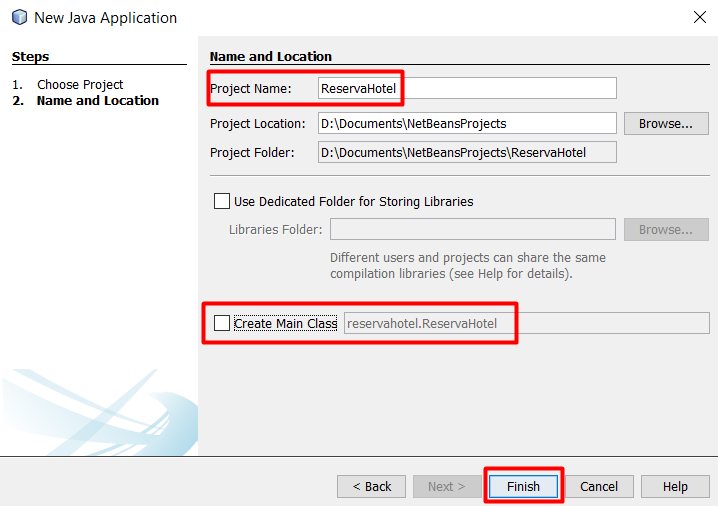 New Java Application
Steps
1. Choose Project
2. Name and Location
Name and Location
Project Name: ReservaHotel
Project Location: D:\Documents\NetBeansProjects Browse...
Project Folder: D:\Documents\NetBeansProjects\ReservaHotel
Use Dedicated Folder for Storing Libraries
Libraries Folder: Browse...
Different users and projects can share the same
compilation libraries (see Help for details).
Create Main Class reservahotel.ReservaHotel
< Back Next > Finish Cancel Help